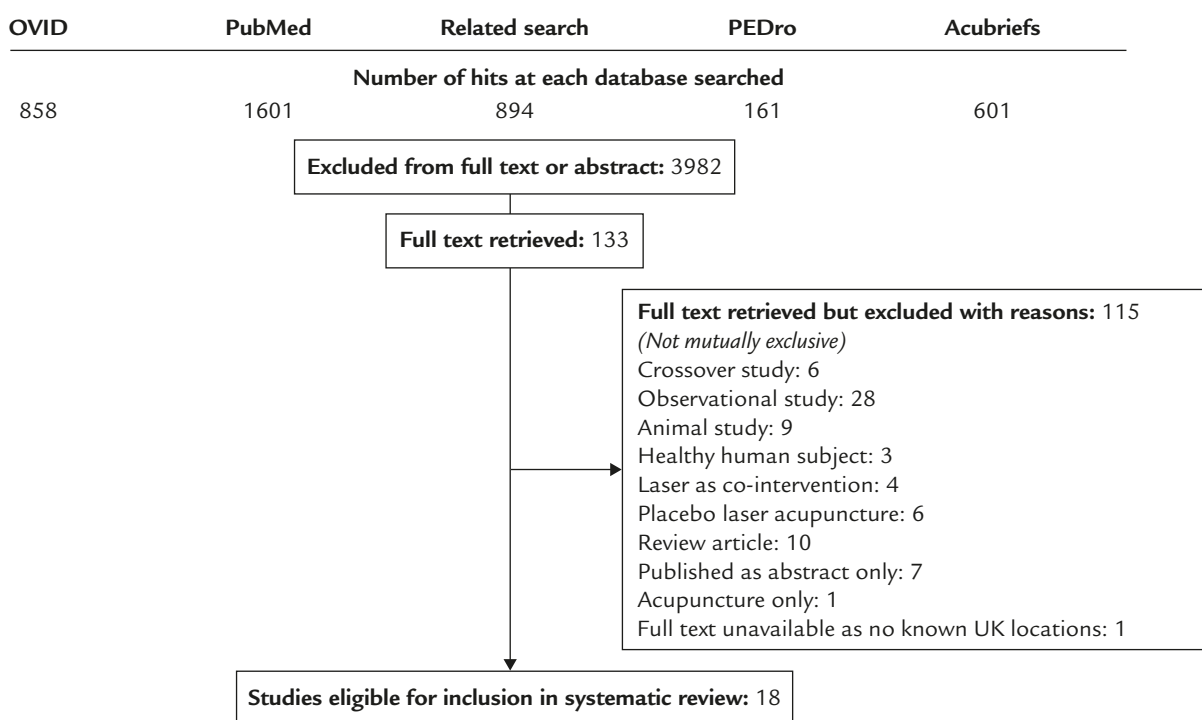 OVID PubMed Related search PEDro Acubriefs
Number of hits at each database searched
858 1601 894 161 601
Excluded from full text or abstract: 3982
Full text retrieved: 133
Full text retrieved but excluded with reasons: 115
(Not mutually exclusive)
Crossover study: 6
Observational study: 28
Animal study: 9
Healthy human subject: 3
Laser as co-intervention: 4
Placebo laser acupuncture: 6
Review article: 10
Published as abstract only: 7
Acupuncture only: 1
Full text unavailable as no known UK locations: 1
Studies eligible for inclusion in systematic review: 18